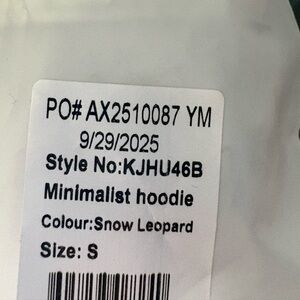 PO# AX2510087 YM
9/29/2025
Style No:KJHU46B
Minimalist hoodie
Colour:Snow Leopard
Size: S